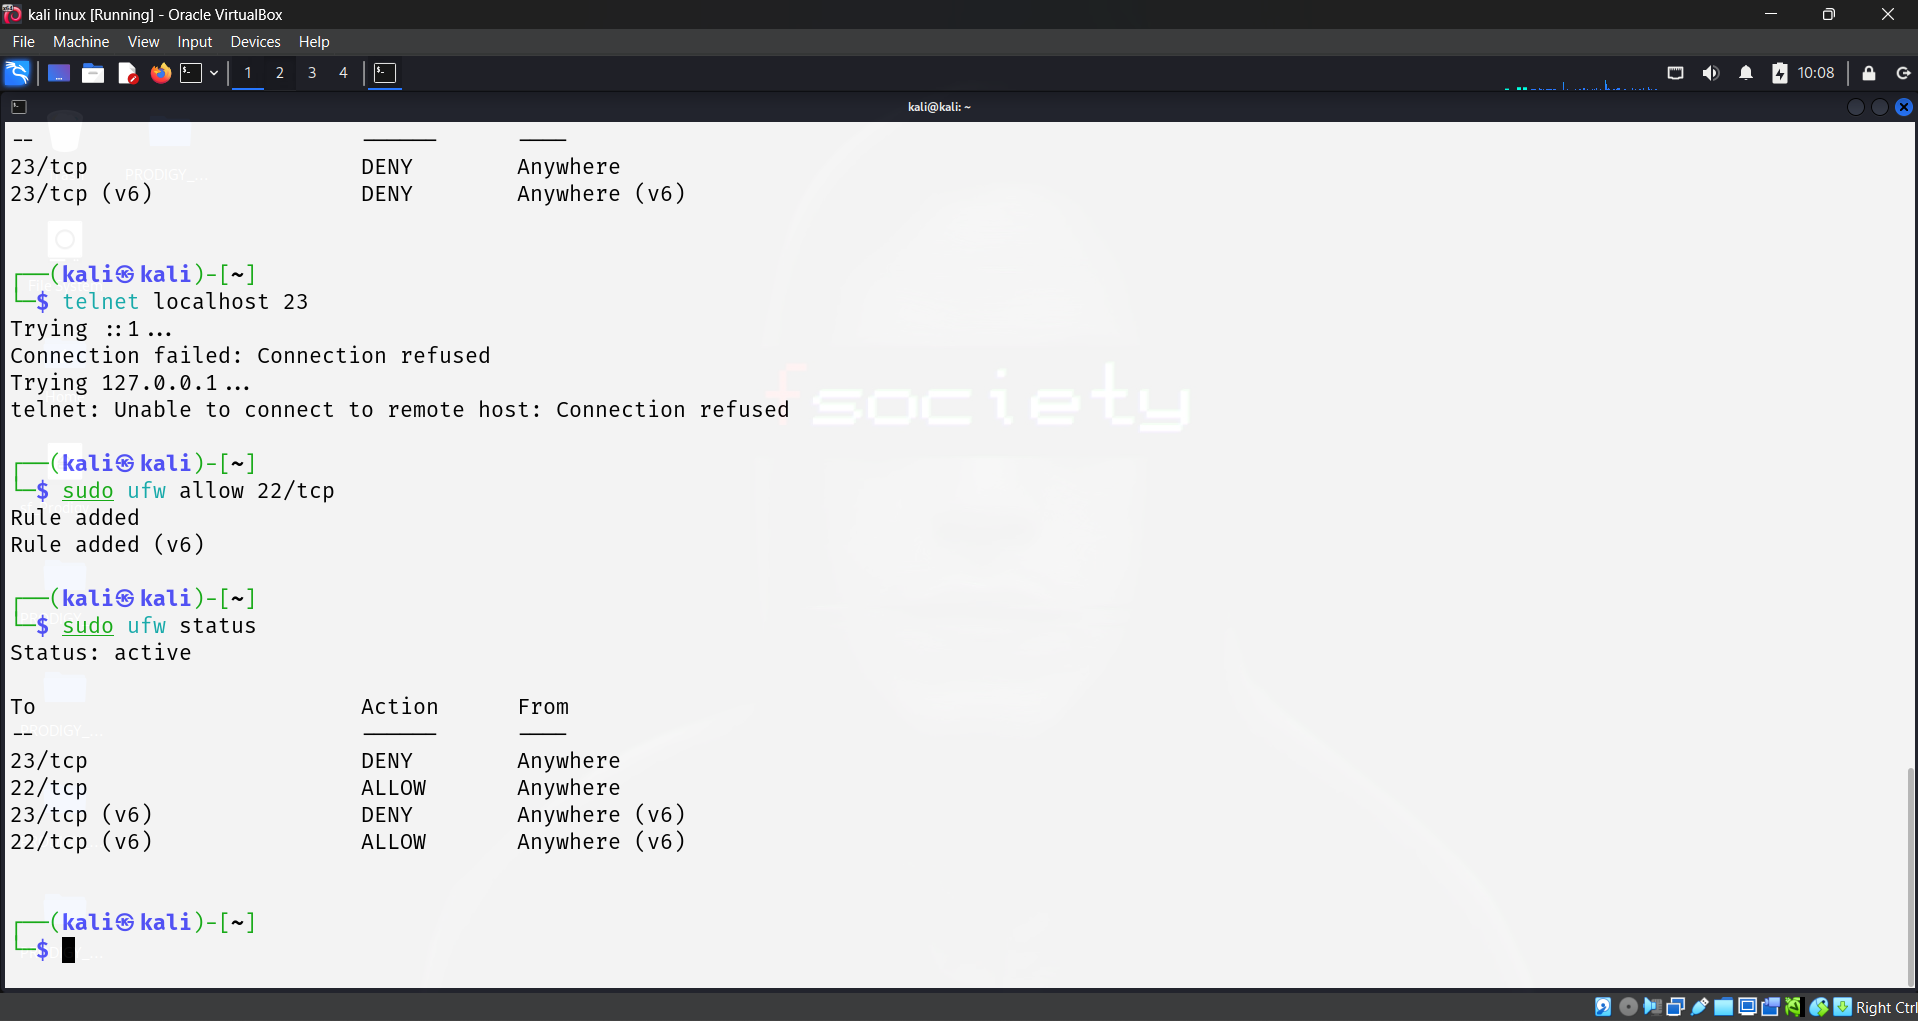 kali linux [Running] - Oracle VirtualBox
File Machine View Input Devices Help
1 2 3 4 10:08
kali@kali: ~
-- ------ ----
23/tcp DENY Anywhere
PRODIGY_...
23/tcp (v6) DENY Anywhere (v6)
┌──(kali㉿kali)-[~]
└─$ telnet localhost 23
Trying ::1...
Connection failed: Connection refused
Trying 127.0.0.1...
telnet: Unable to connect to remote host: Connection refused
fsociety
┌──(kali㉿kali)-[~]
└─$ sudo ufw allow 22/tcp
Rule added
Rule added (v6)
┌──(kali㉿kali)-[~]
└─$ sudo ufw status
Status: active
To Action From
-- ------ ----
PRODIGY_...
23/tcp DENY Anywhere
22/tcp ALLOW Anywhere
23/tcp (v6) DENY Anywhere (v6)
22/tcp (v6) ALLOW Anywhere (v6)
┌──(kali㉿kali)-[~]
└─$
Right Ctrl